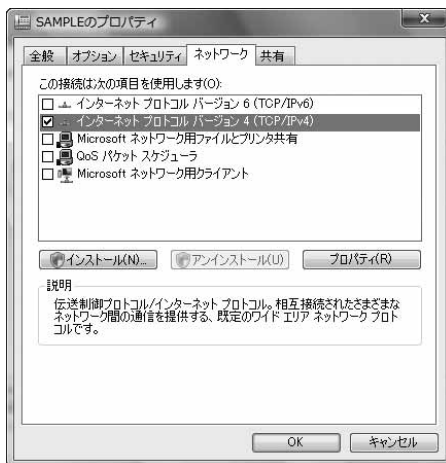 SAMPLEのプロパティ
全般 オプション セキュリティ ネットワーク 共有
この接続は次の項目を使用します(O):
インターネット プロトコル バージョン 6 (TCP/IPv6)
インターネット プロトコル バージョン 4 (TCP/IPv4)
Microsoft ネットワーク用ファイルとプリンタ共有
QoS パケット スケジューラ
Microsoft ネットワーク用クライアント
インストール(N)... アンインストール(U) プロパティ(R)
説明
伝送制御プロトコル/インターネット プロトコル。相互接続されたさまざまな
ネットワーク間の通信を提供する、既定のワイド エリア ネットワーク プロト
コルです。
OK キャンセル